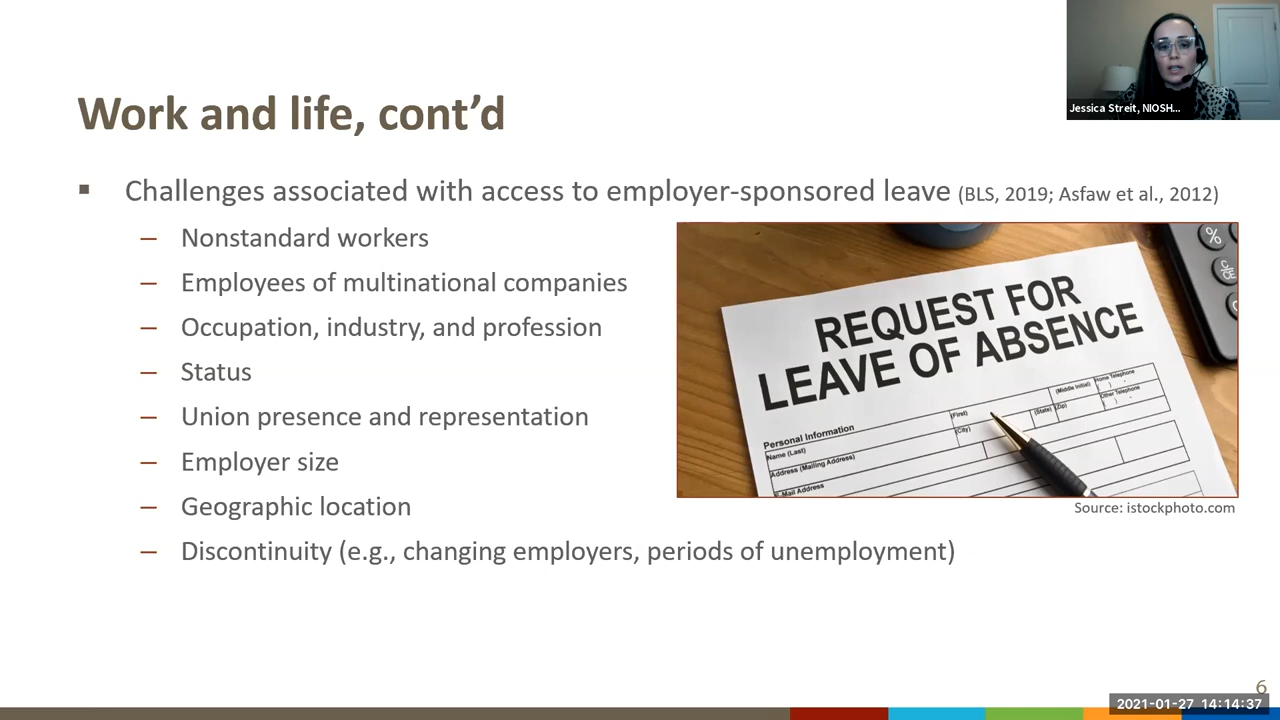 Jessica Streit, NIOSH...
Work and life, cont’d
▪ Challenges associated with access to employer-sponsored leave (BLS, 2019; Asfaw et al., 2012)
– Nonstandard workers
– Employees of multinational companies
– Occupation, industry, and profession
– Status
– Union presence and representation
– Employer size
– Geographic location
– Discontinuity (e.g., changing employers, periods of unemployment)
%
C/CE
REQUEST FOR
LEAVE OF ABSENCE
Personal Information
Name (Last)
(First)
(Middle Initial)
Home Telephone
( ) -
Address (Mailing Address)
(City)
(State)
(Zip)
Other Telephone
( ) -
E-Mail Address
Source: istockphoto.com
6
2021-01-27 14:14:37